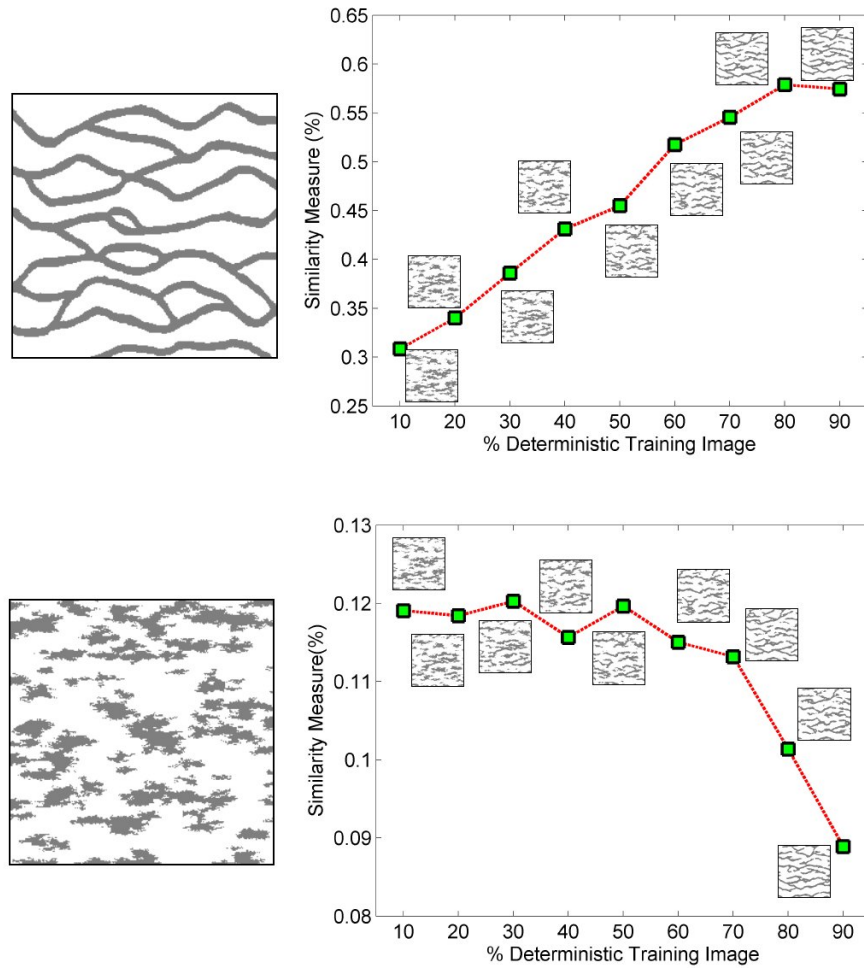 0.65
0.6
0.55
0.5
0.45
0.4
0.35
0.3
0.25
Similarity Measure (%)
10 20 30 40 50 60 70 80 90
% Deterministic Training Image
0.13
0.12
0.11
0.1
0.09
0.08
Similarity Measure(%)
10 20 30 40 50 60 70 80 90
% Deterministic Training Image